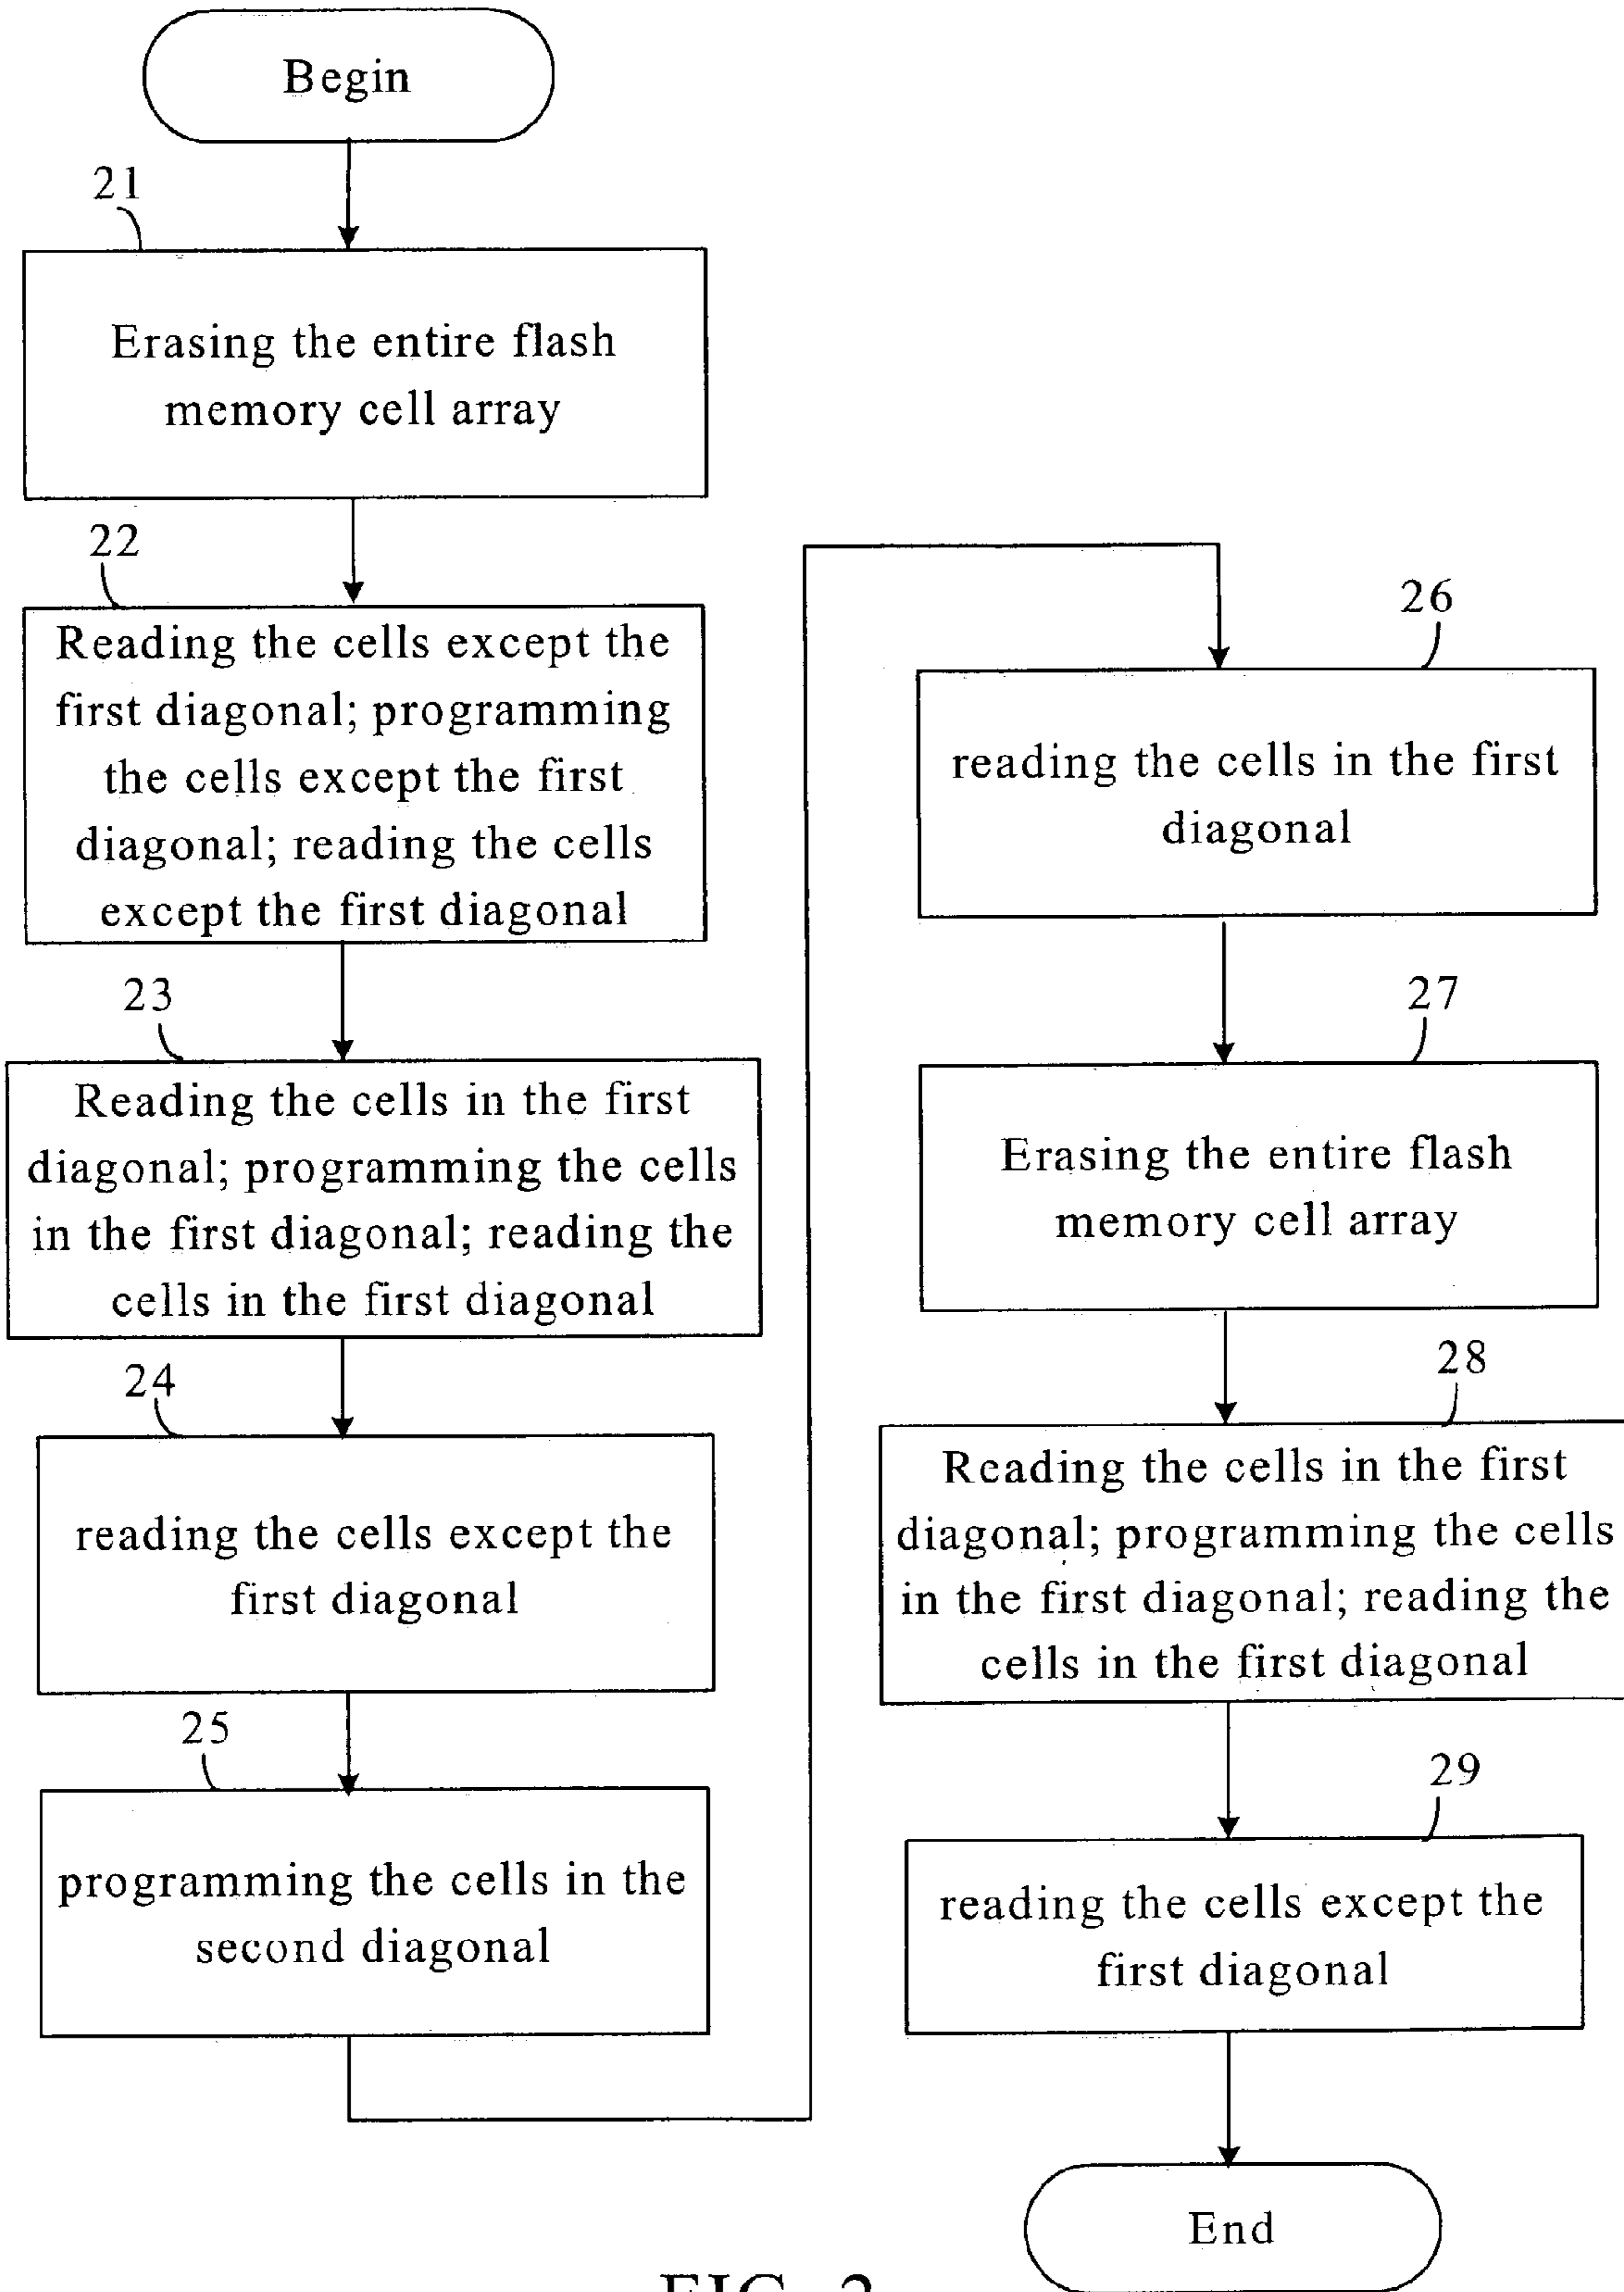 Begin
21
Erasing the entire flash
memory cell array
22
Reading the cells except the
first diagonal; programming
the cells except the first
diagonal; reading the cells
except the first diagonal
23
Reading the cells in the first
diagonal; programming the cells
in the first diagonal; reading the
cells in the first diagonal
24
reading the cells except the
first diagonal
25
programming the cells in the
second diagonal
26
reading the cells in the first
diagonal
27
Erasing the entire flash
memory cell array
28
Reading the cells in the first
diagonal; programming the cells
in the first diagonal; reading the
cells in the first diagonal
29
reading the cells except the
first diagonal
End
FIG. 2